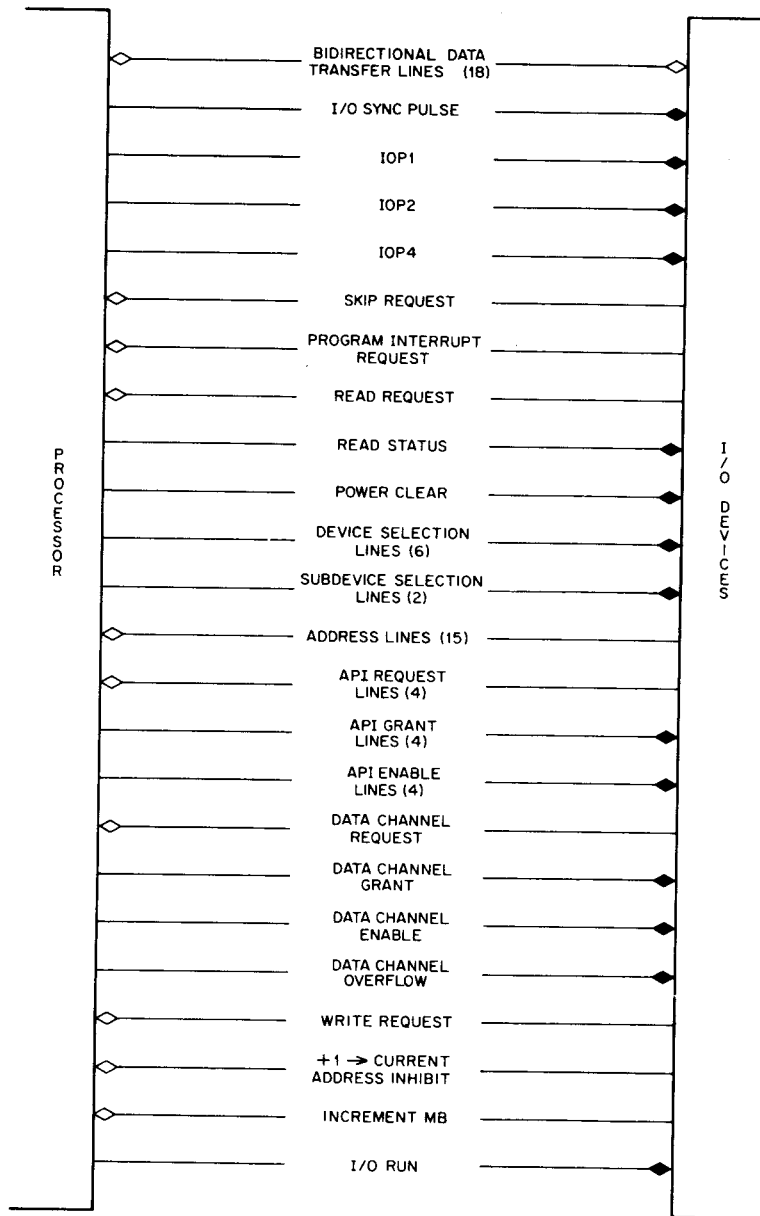 BIDIRECTIONAL DATA
TRANSFER LINES (18)
I/O SYNC PULSE
IOP1
IOP2
IOP4
SKIP REQUEST
PROGRAM INTERRUPT
REQUEST
READ REQUEST
READ STATUS
POWER CLEAR
DEVICE SELECTION
LINES (6)
SUBDEVICE SELECTION
LINES (2)
ADDRESS LINES (15)
API REQUEST
LINES (4)
API GRANT
LINES (4)
API ENABLE
LINES (4)
DATA CHANNEL
REQUEST
DATA CHANNEL
GRANT
DATA CHANNEL
ENABLE
DATA CHANNEL
OVERFLOW
WRITE REQUEST
+1 → CURRENT
ADDRESS INHIBIT
INCREMENT MB
I/O RUN
PROCESSOR
I/O DEVICES